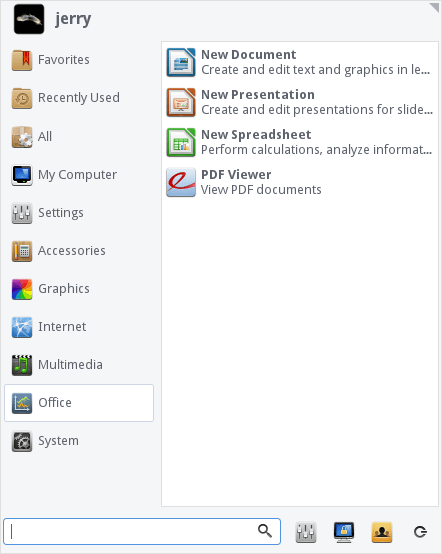 jerry
Favorites
Recently Used
All
My Computer
Settings
Accessories
Graphics
Internet
Multimedia
Office
System
New Document
Create and edit text and graphics in le...
New Presentation
Create and edit presentations for slide...
New Spreadsheet
Perform calculations, analyze informat...
PDF Viewer
View PDF documents